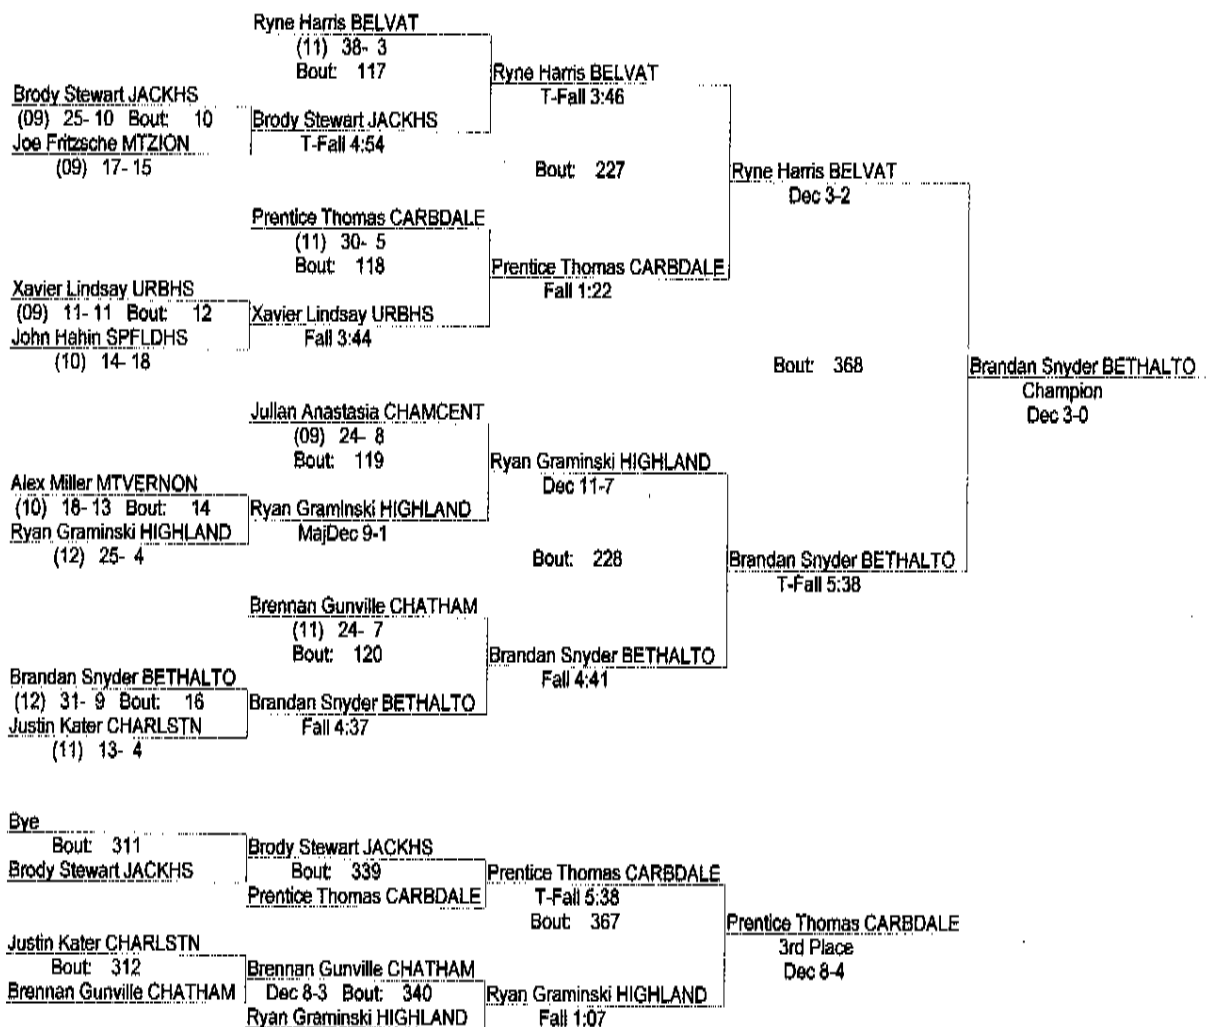 Ryne Harris BELVAT
(11) 38- 3
Bout: 117
Ryne Harris BELVAT
T-Fall 3:46
Brody Stewart JACKHS
(09) 25- 10 Bout: 10
Brody Stewart JACKHS
T-Fall 4:54
Joe Fritzsche MTZION
(09) 17- 15
Bout: 227
Ryne Harris BELVAT
Dec 3-2
Prentice Thomas CARBDALE
(11) 30- 5
Bout: 118
Prentice Thomas CARBDALE
Fall 1:22
Xavier Lindsay URBHS
(09) 11- 11 Bout: 12
Xavier Lindsay URBHS
Fall 3:44
John Hahin SPFLDHS
(10) 14- 18
Bout: 368
Brandan Snyder BETHALTO
Champion
Dec 3-0
Julian Anastasia CHAMCENT
(09) 24- 8
Bout: 119
Ryan Graminski HIGHLAND
Dec 11-7
Alex Miller MTVERNON
(10) 18- 13 Bout: 14
Ryan Graminski HIGHLAND
MajDec 9-1
Ryan Graminski HIGHLAND
(12) 25- 4
Bout: 228
Brandan Snyder BETHALTO
T-Fall 5:38
Brennan Gunville CHATHAM
(11) 24- 7
Bout: 120
Brandan Snyder BETHALTO
Fall 4:41
Brandan Snyder BETHALTO
(12) 31- 9 Bout: 16
Brandan Snyder BETHALTO
Fall 4:37
Justin Kater CHARLSTN
(11) 13- 4
Bye
Bout: 311
Brody Stewart JACKHS
Brody Stewart JACKHS
Bout: 339
Prentice Thomas CARBDALE
Prentice Thomas CARBDALE
T-Fall 5:38
Bout: 367
Prentice Thomas CARBDALE
3rd Place
Dec 8-4
Justin Kater CHARLSTN
Bout: 312
Brennan Gunville CHATHAM
Brennan Gunville CHATHAM
Dec 8-3 Bout: 340
Ryan Graminski HIGHLAND
Ryan Graminski HIGHLAND
Fall 1:07